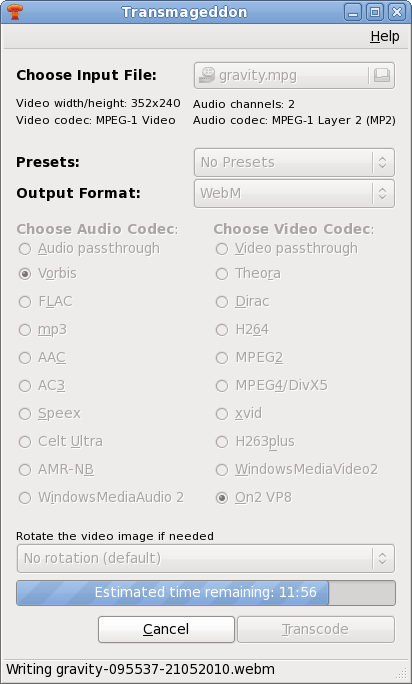 Transmageddon
Help
Choose Input File: gravity.mpg
Video width/height: 352x240 Audio channels: 2
Video codec: MPEG-1 Video Audio codec: MPEG-1 Layer 2 (MP2)
Presets: No Presets
Output Format: WebM
Choose Audio Codec: Choose Video Codec:
Audio passthrough Video passthrough
Vorbis Theora
FLAC Dirac
mp3 H264
AAC MPEG2
AC3 MPEG4/DivX5
Speex xvid
Celt Ultra H263plus
AMR-NB WindowsMediaVideo2
WindowsMediaAudio 2 On2 VP8
Rotate the video image if needed
No rotation (default)
Estimated time remaining: 11:56
Cancel Transcode
Writing gravity-095537-21052010.webm